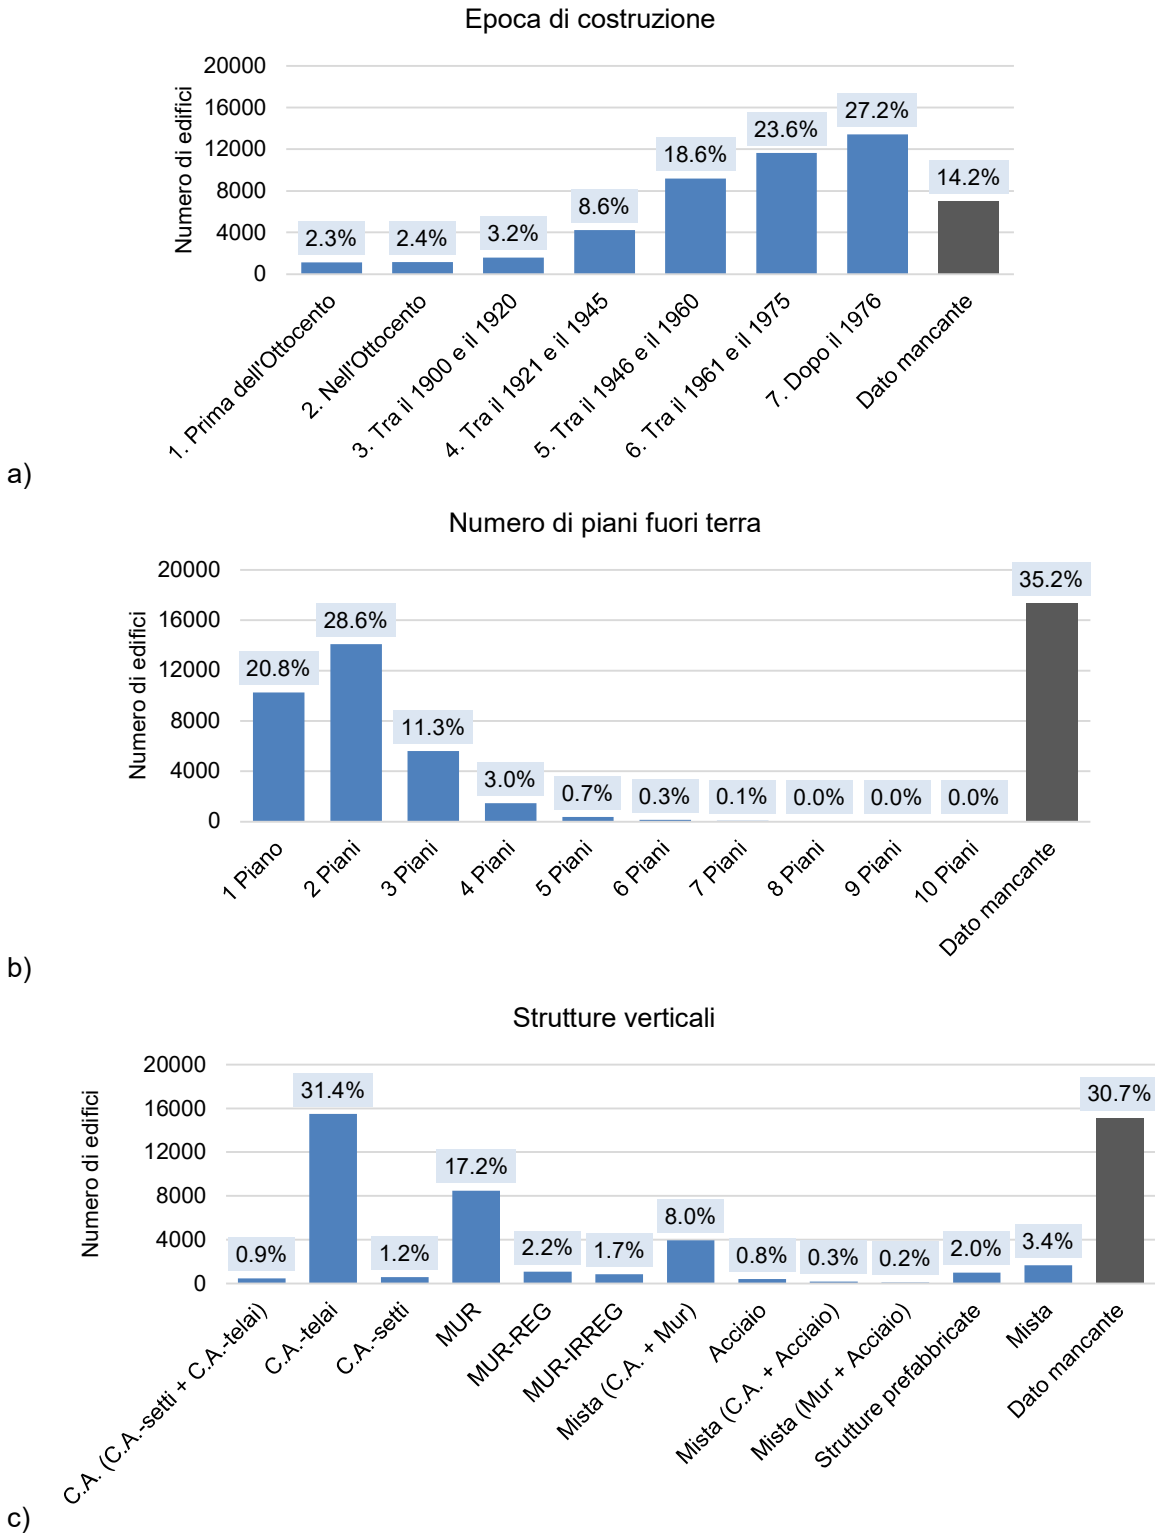 Epoca di costruzione
Numero di edifici
20000
16000
12000
8000
4000
0
2.3%
2.4%
3.2%
8.6%
18.6%
23.6%
27.2%
14.2%
1. Prima dell'Ottocento
2. Nell'Ottocento
3. Tra il 1900 e il 1920
4. Tra il 1921 e il 1945
5. Tra il 1946 e il 1960
6. Tra il 1961 e il 1975
7. Dopo il 1976
Dato mancante
a)
Numero di piani fuori terra
Numero di edifici
20000
16000
12000
8000
4000
0
20.8%
28.6%
11.3%
3.0%
0.7%
0.3%
0.1%
0.0%
0.0%
0.0%
35.2%
1 Piano
2 Piani
3 Piani
4 Piani
5 Piani
6 Piani
7 Piani
8 Piani
9 Piani
10 Piani
Dato mancante
b)
Strutture verticali
Numero di edifici
20000
16000
12000
8000
4000
0
0.9%
31.4%
1.2%
17.2%
2.2%
1.7%
8.0%
0.8%
0.3%
0.2%
2.0%
3.4%
30.7%
C.A. (C.A.-setti + C.A.-telai)
C.A.-telai
C.A.-setti
MUR
MUR-REG
MUR-IRREG
Mista (C.A. + Mur)
Acciaio
Mista (C.A. + Acciaio)
Mista (Mur + Acciaio)
Strutture prefabbricate
Mista
Dato mancante
c)